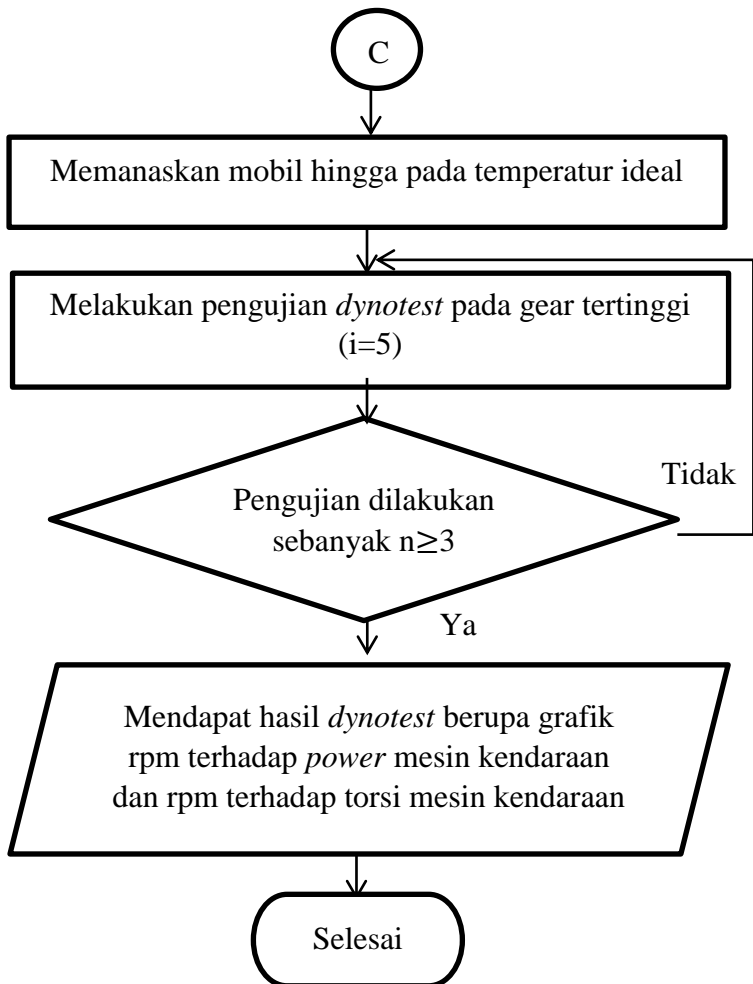 C
Memanaskan mobil hingga pada temperatur ideal
Melakukan pengujian dynotest pada gear tertinggi
(i=5)
Tidak
Pengujian dilakukan
sebanyak n≥3
Ya
Mendapat hasil dynotest berupa grafik
rpm terhadap power mesin kendaraan
dan rpm terhadap torsi mesin kendaraan
Selesai